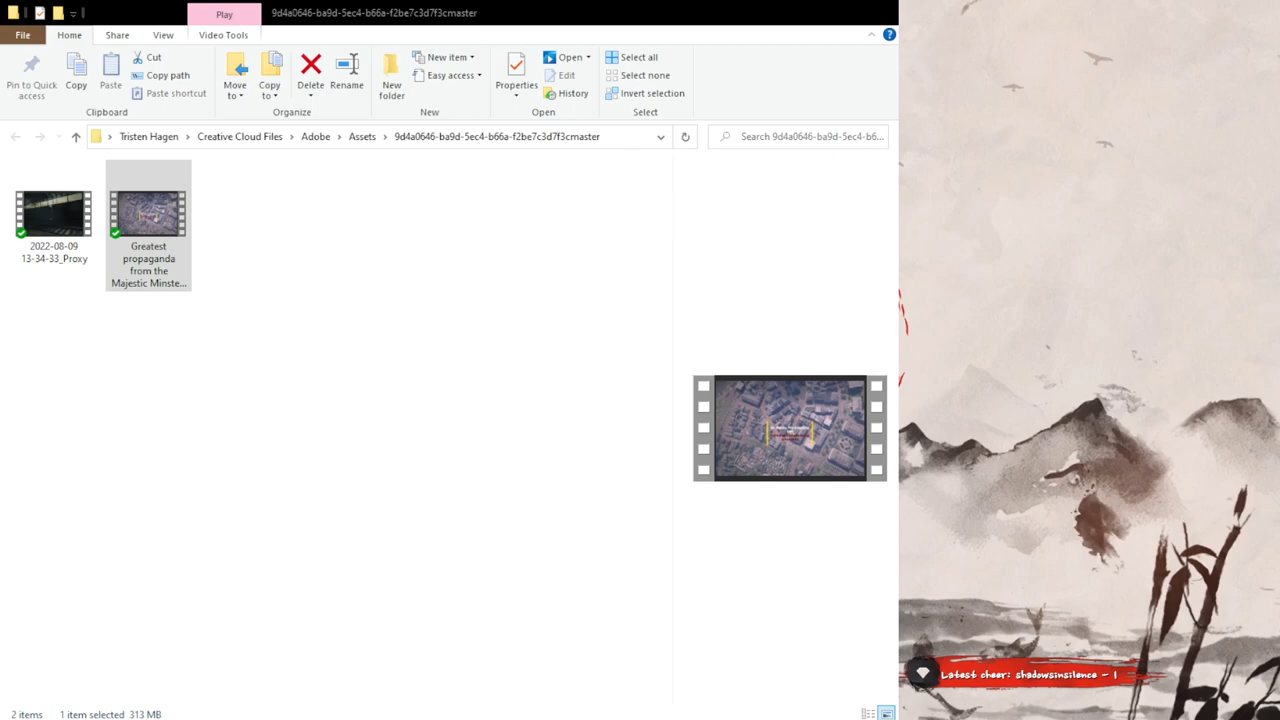 Play
9d4a0646-ba9d-5ec4-b66a-f2be7c3d7f3cmaster
File
Home
Share
View
Video Tools
Pin to Quick
access
Copy
Paste
Cut
Copy path
Paste shortcut
Clipboard
Move
to
Copy
to
Delete
Rename
Organize
New
folder
New item
Easy access
New
Properties
Open
Edit
History
Open
Select all
Select none
Invert selection
Select
Tristen Hagen
Creative Cloud Files
Adobe
Assets
9d4a0646-ba9d-5ec4-b66a-f2be7c3d7f3cmaster
Search 9d4a0646-ba9d-5ec4-b6...
2022-08-09
13-34-33_Proxy
Greatest
propaganda
from the
Majestic Minste...
2 items
1 item selected 313 MB
Latest cheer: shadowsinsilence - 1